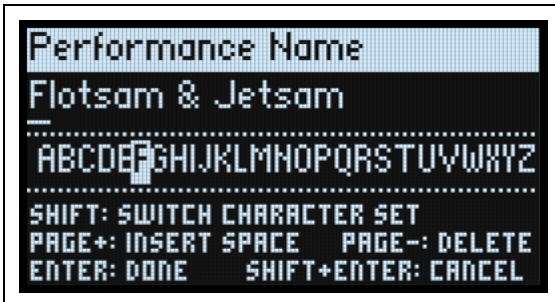 Performance Name
Flotsam & Jetsam
ABCDEFGHIJKLMNOPQRSTUVWXYZ
SHIFT: SWITCH CHARACTER SET
PAGE+: INSERT SPACE PAGE-: DELETE
ENTER: DONE SHIFT+ENTER: CANCEL